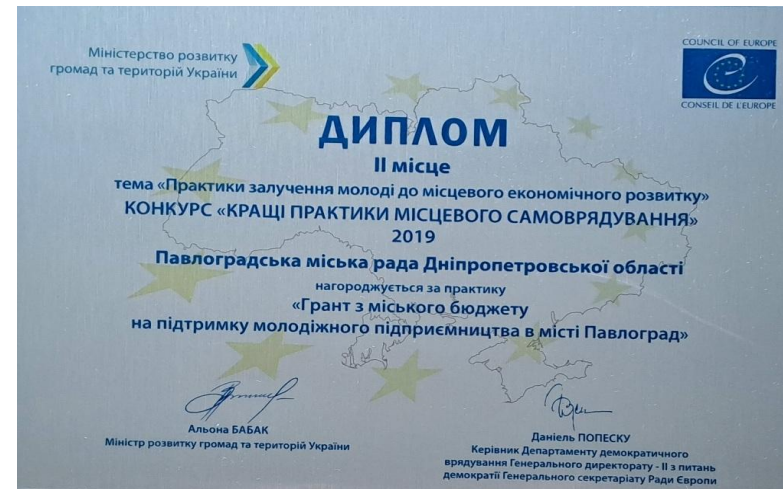 Міністерство розвитку
громад та територій України
COUNCIL OF EUROPE
CONSEIL DE L'EUROPE
ДИПЛОМ
ІІ місце
тема «Практики залучення молоді до місцевого економічного розвитку»
КОНКУРС «КРАЩІ ПРАКТИКИ МІСЦЕВОГО САМОВРЯДУВАННЯ»
2019
Павлоградська міська рада Дніпропетровської області
нагороджується за практику
«Грант з міського бюджету
на підтримку молодіжного підприємництва в місті Павлоград»
Альона БАБАК
Міністр розвитку громад та територій України
Даніель ПОПЕСКУ
Керівник Департаменту демократичного
врядування Генерального директорату - ІІ з питань
демократії Генерального секретаріату Ради Європи